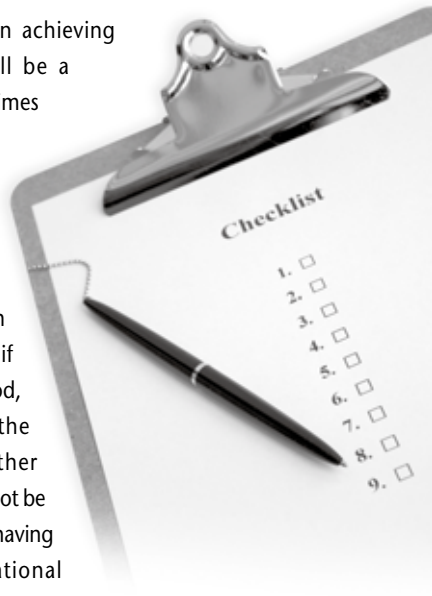 n achieving
ll be a
imes
if
od,
the
ther
ot be
having
ational
Checklist
1. ☐
2. ☐
3. ☐
4. ☐
5. ☐
6. ☐
7. ☐
8. ☐
9. ☐